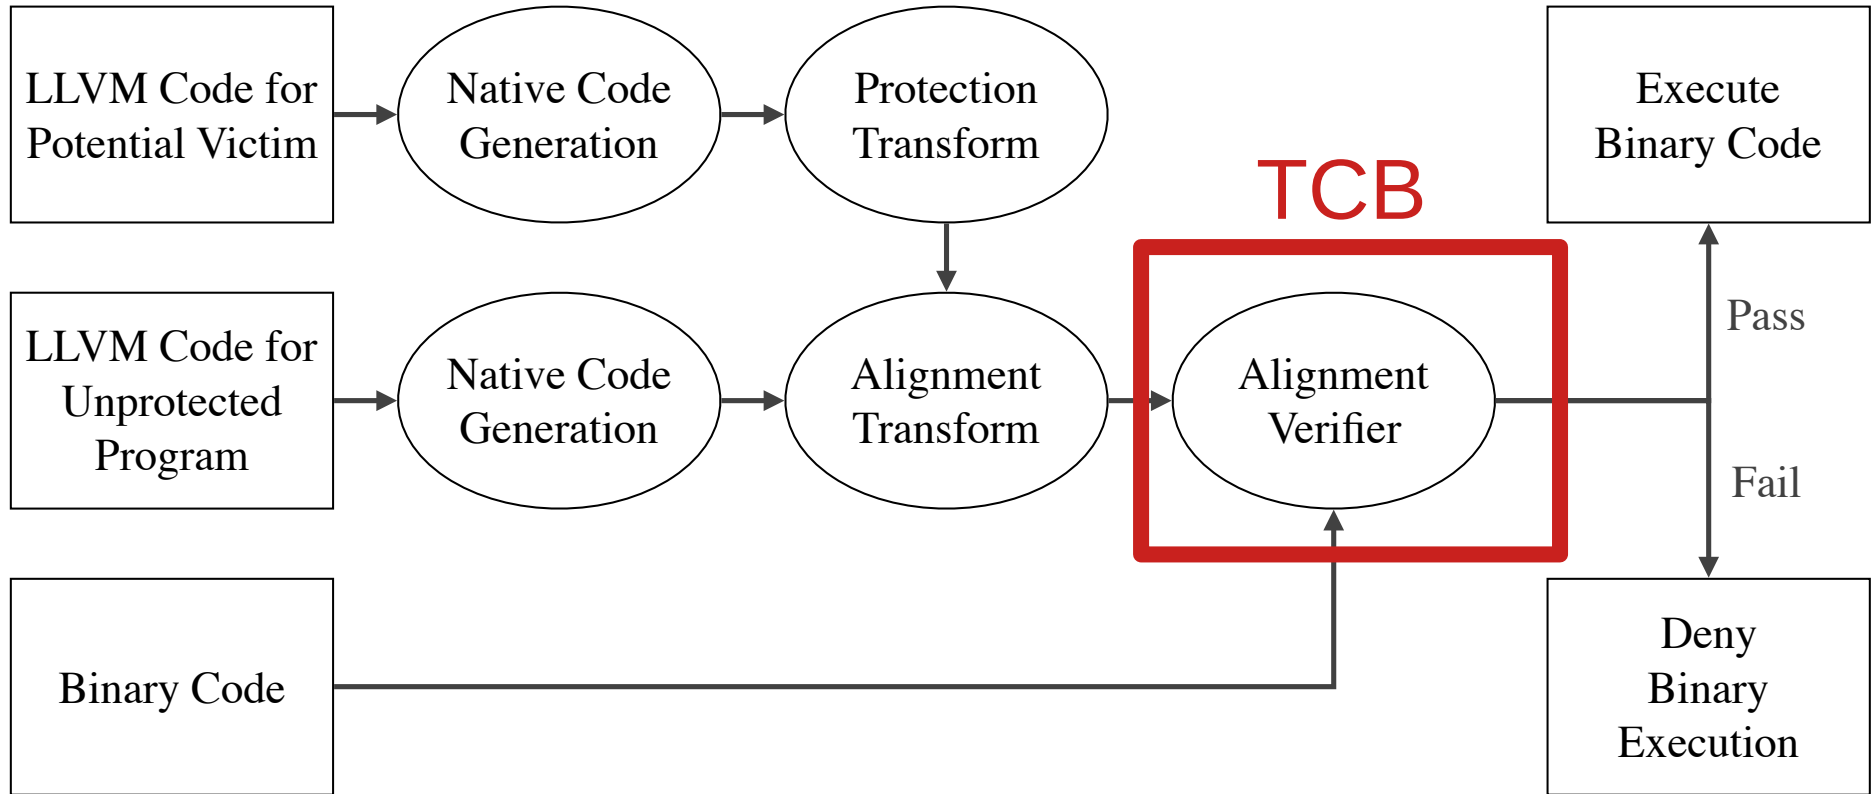 LLVM Code for
Potential Victim
Native Code
Generation
Protection
Transform
TCB
Execute
Binary Code
LLVM Code for
Unprotected
Program
Native Code
Generation
Alignment
Transform
Alignment
Verifier
Pass
Fail
Binary Code
Deny
Binary
Execution